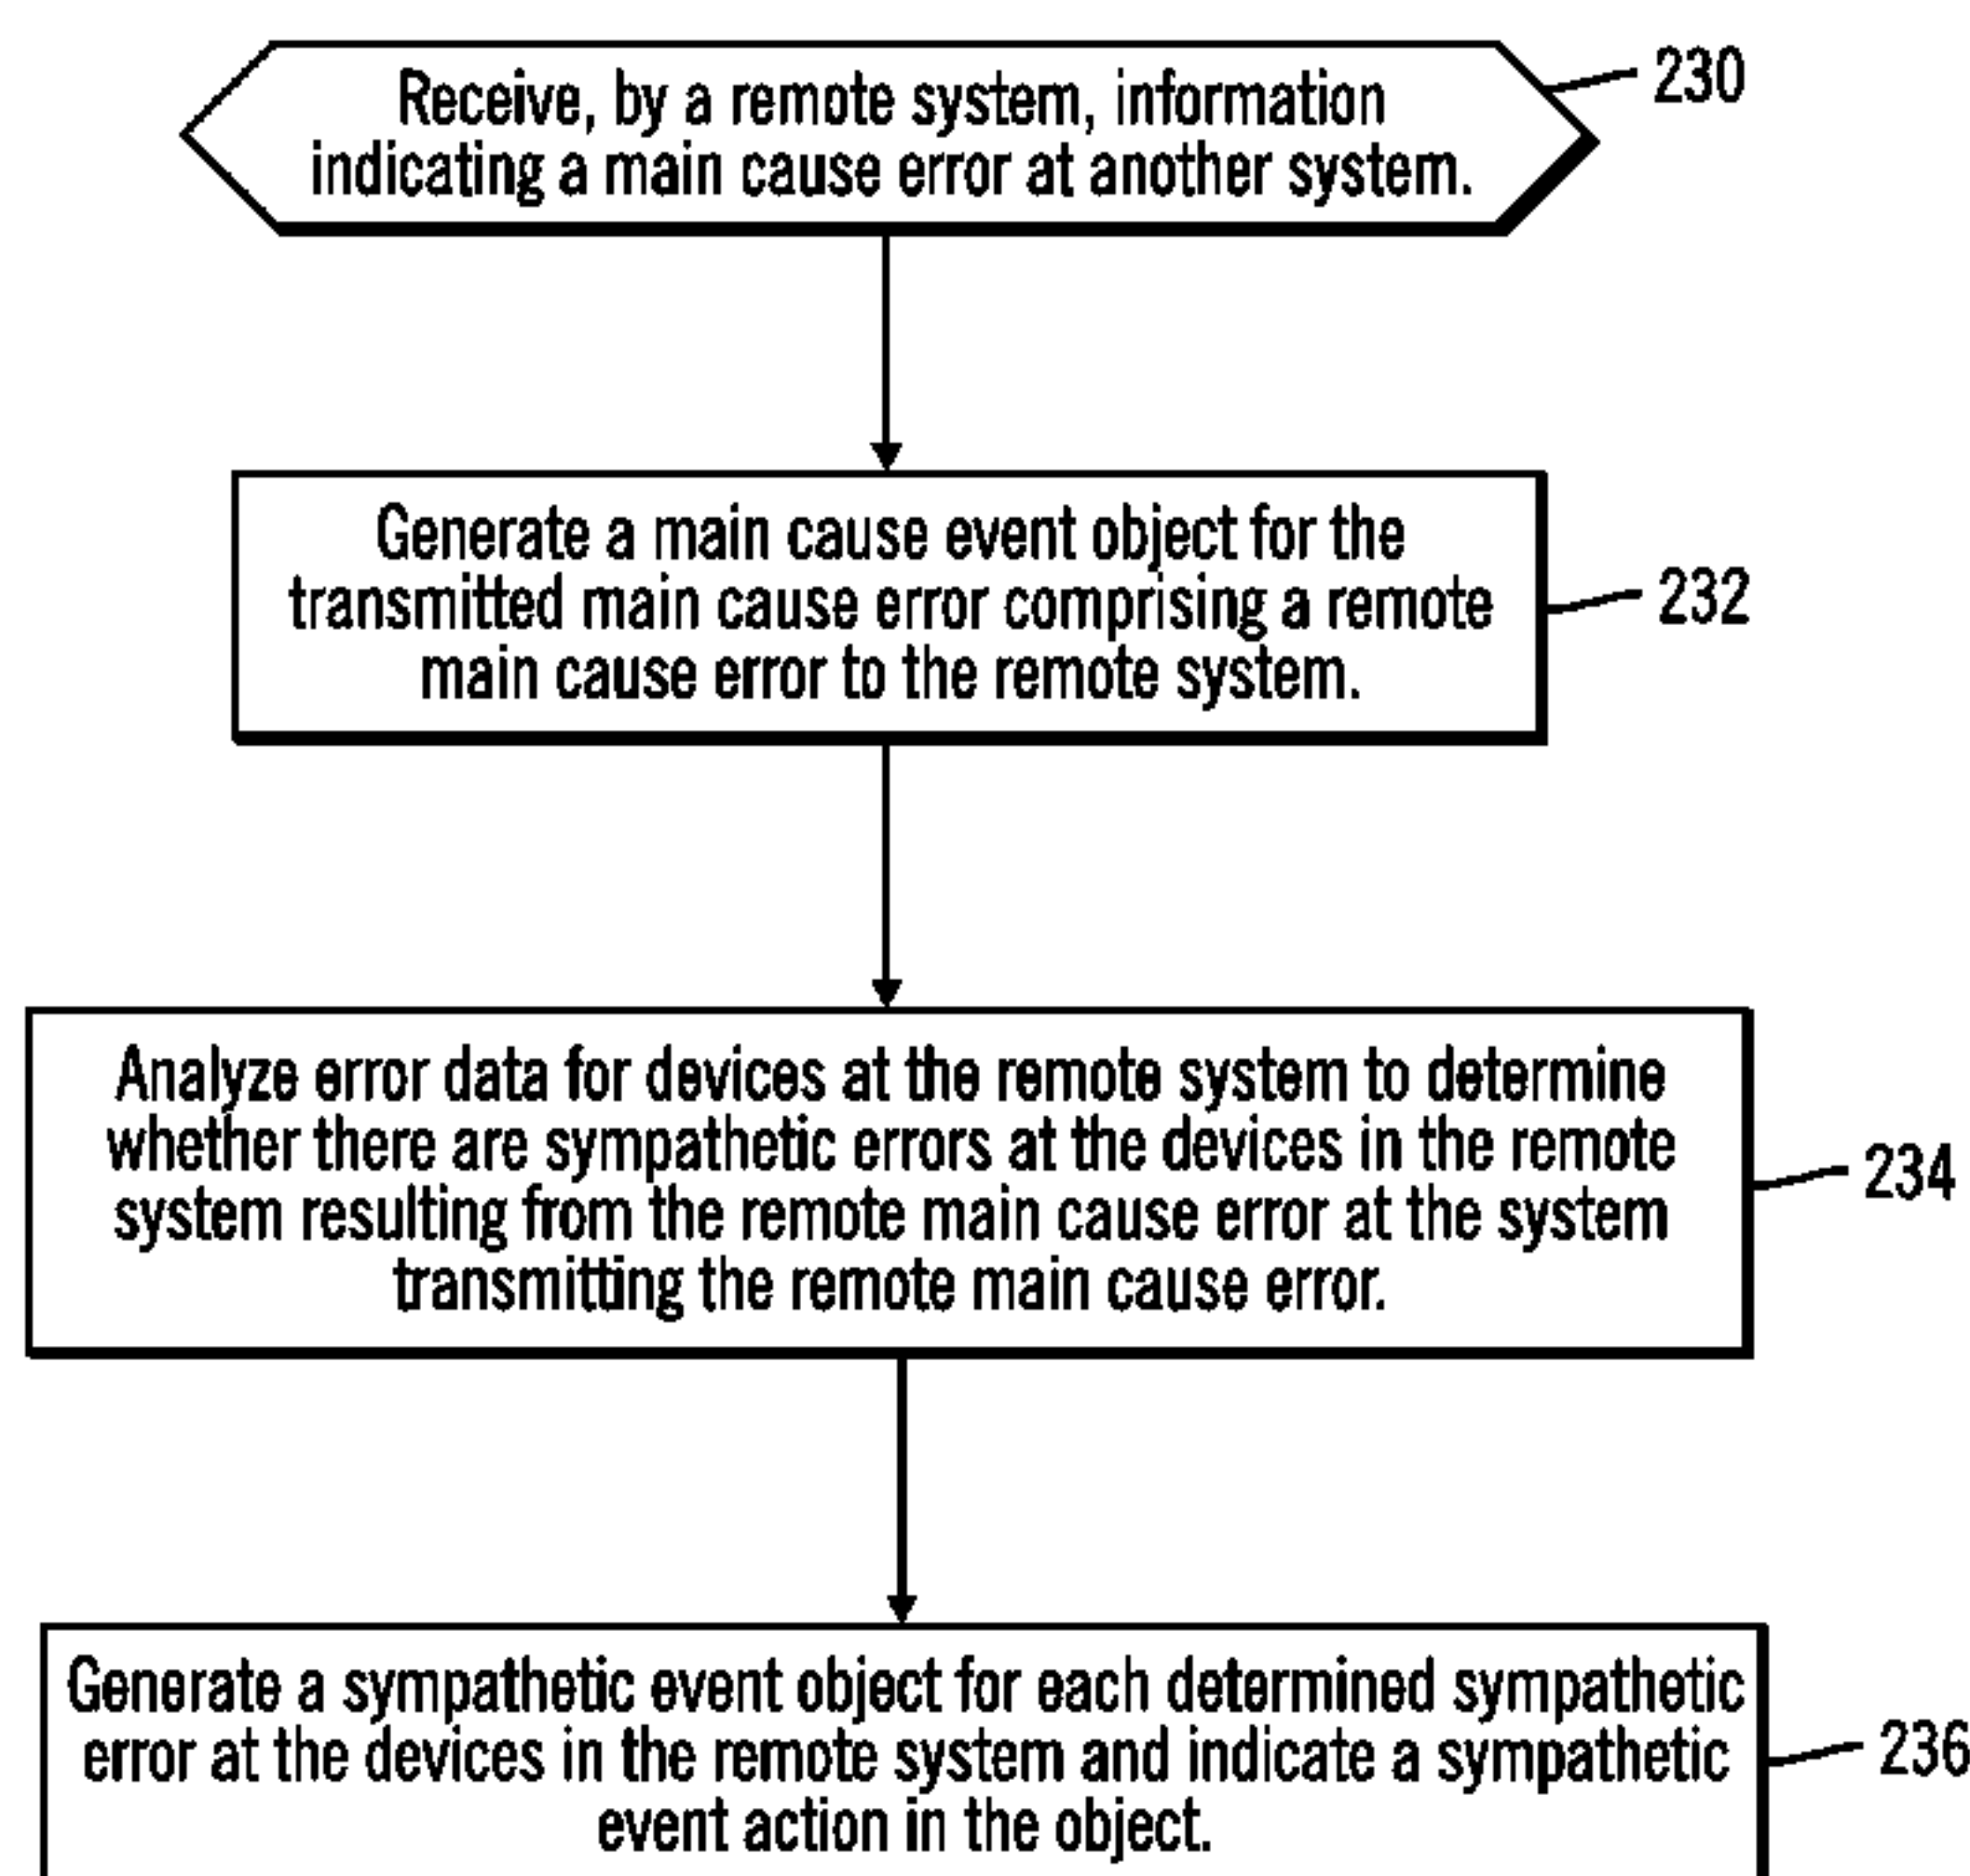 Receive, by a remote system, information
indicating a main cause error at another system.
230
Generate a main cause event object for the
transmitted main cause error comprising a remote
main cause error to the remote system.
232
Analyze error data for devices at the remote system to determine
whether there are sympathetic errors at the devices in the remote
system resulting from the remote main cause error at the system
transmitting the remote main cause error.
234
Generate a sympathetic event object for each determined sympathetic
error at the devices in the remote system and indicate a sympathetic
event action in the object.
236